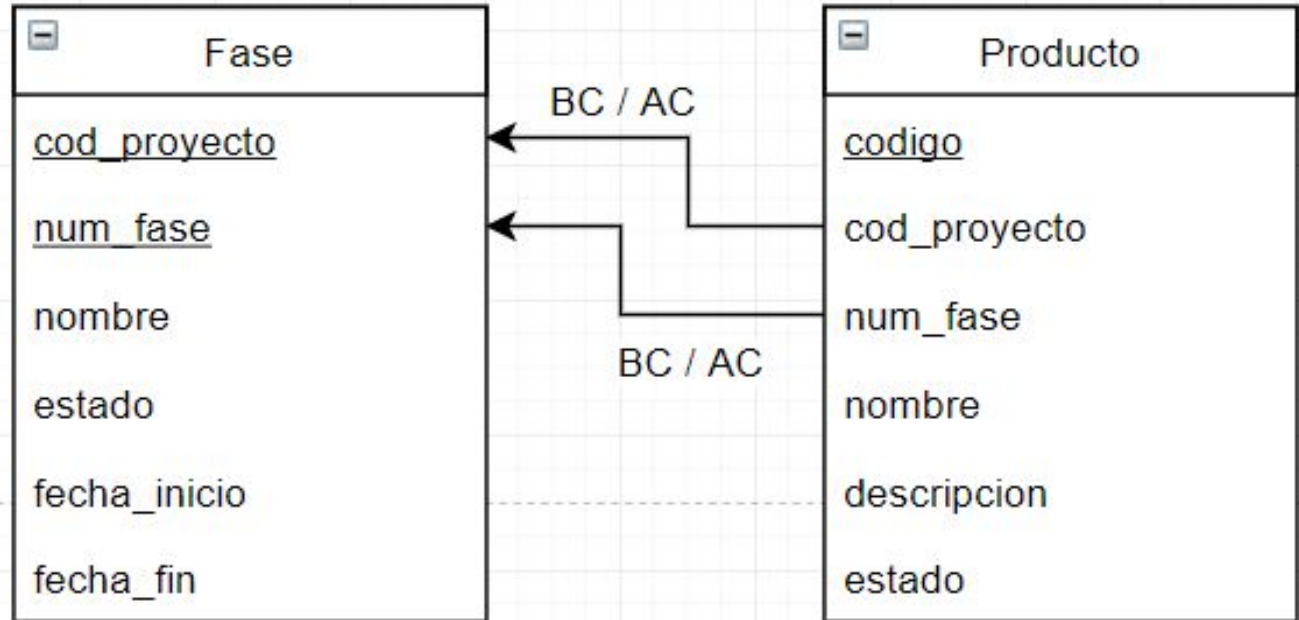 Fase
cod_proyecto
num_fase
nombre
estado
fecha_inicio
fecha_fin
BC / AC
BC / AC
Producto
codigo
cod_proyecto
num_fase
nombre
descripcion
estado